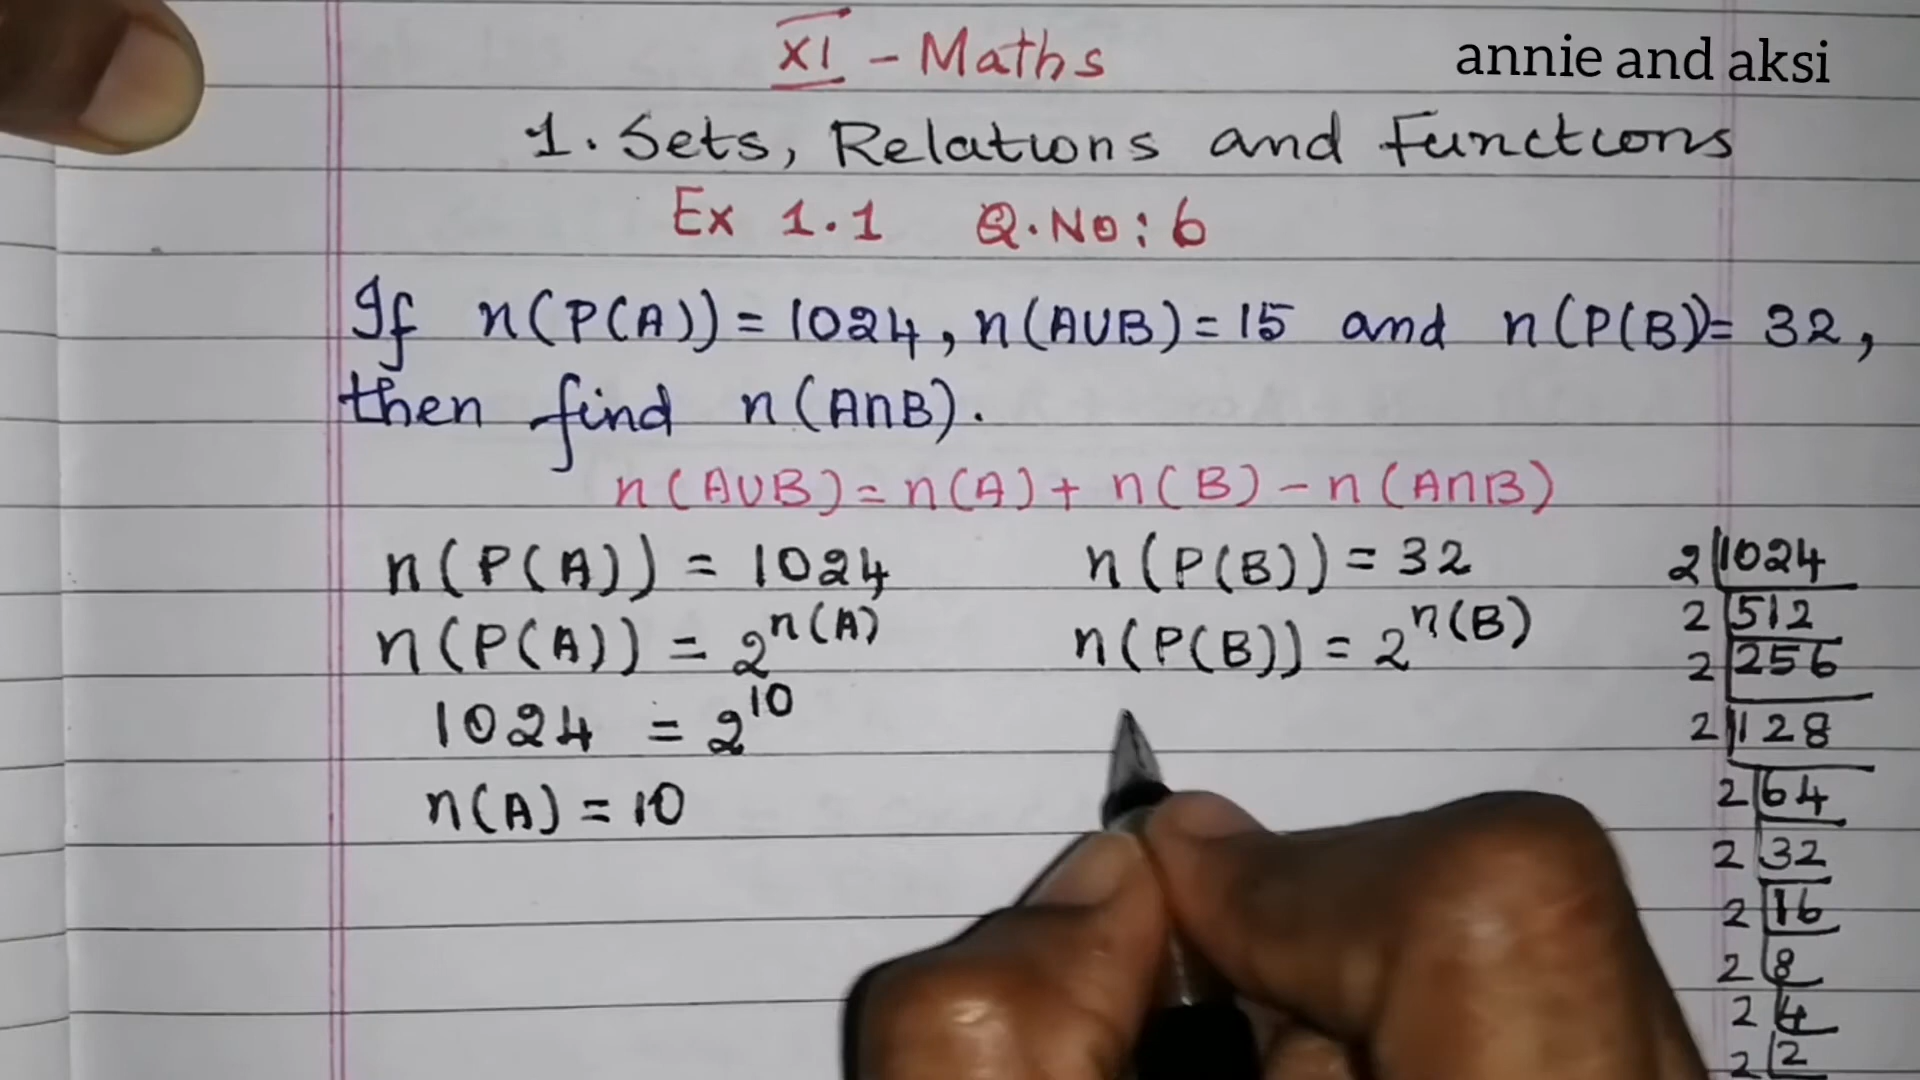 XI - Maths
annie and aksi
1. Sets, Relations and Functions
Ex 1.1 Q.No: 6
If n(P(A)) = 1024, n(A∪B) = 15 and n(P(B)) = 32,
then find n(A∩B).
n(A∪B) = n(A) + n(B) - n(A∩B)
n(P(A)) = 1024
n(P(A)) = 2^n(A)
1024 = 2^10
n(A) = 10
n(P(B)) = 32
n(P(B)) = 2^n(B)
2 | 1024
2 | 512
2 | 256
2 | 128
2 | 64
2 | 32
2 | 16
2 | 8
2 | 4
2 | 2